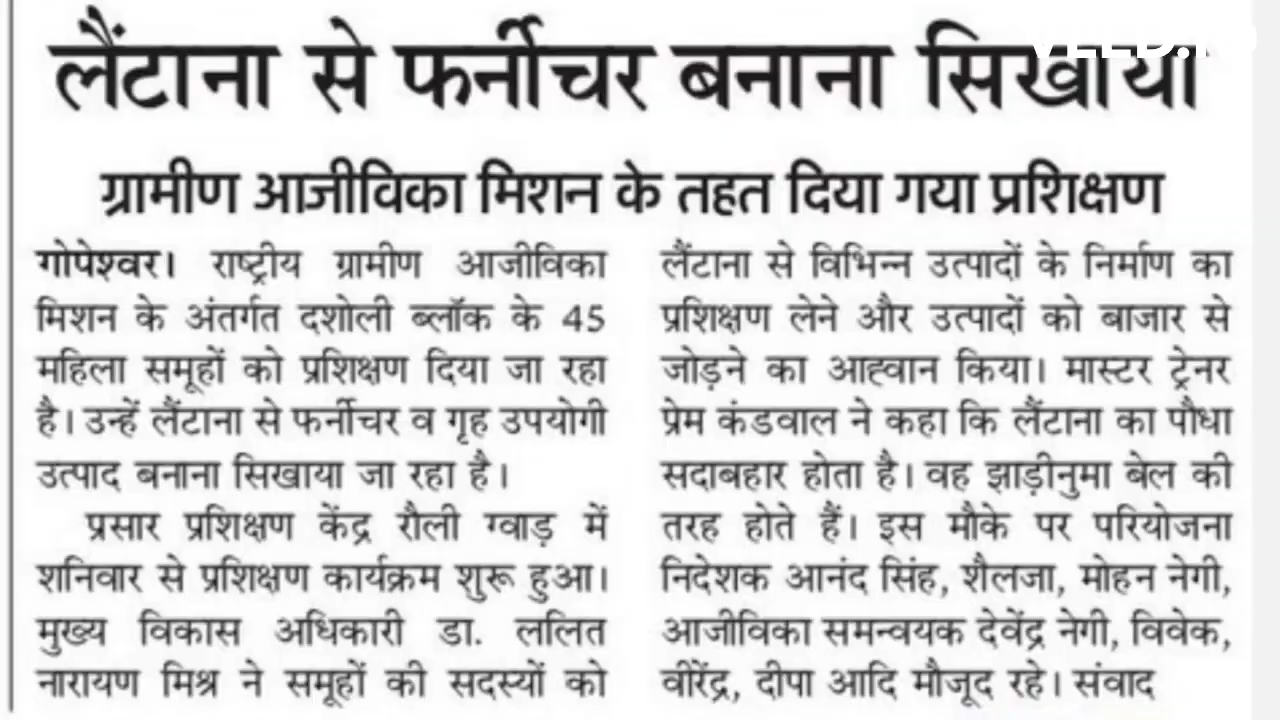 लैंटाना से फर्नीचर बनाना सिखाया
ग्रामीण आजीविका मिशन के तहत दिया गया प्रशिक्षण
गोपेश्वर। राष्ट्रीय ग्रामीण आजीविका
मिशन के अंतर्गत दशोली ब्लॉक के 45
महिला समूहों को प्रशिक्षण दिया जा रहा
है। उन्हें लैंटाना से फर्नीचर व गृह उपयोगी
उत्पाद बनाना सिखाया जा रहा है।
प्रसार प्रशिक्षण केंद्र रौली ग्वाड़ में
शनिवार से प्रशिक्षण कार्यक्रम शुरू हुआ।
मुख्य विकास अधिकारी डा. ललित
नारायण मिश्र ने समूहों की सदस्यों को
लैंटाना से विभिन्न उत्पादों के निर्माण का
प्रशिक्षण लेने और उत्पादों को बाजार से
जोड़ने का आह्वान किया। मास्टर ट्रेनर
प्रेम कंडवाल ने कहा कि लैंटाना का पौधा
सदाबहार होता है। वह झाड़ीनुमा बेल की
तरह होते हैं। इस मौके पर परियोजना
निदेशक आनंद सिंह, शैलजा, मोहन नेगी,
आजीविका समन्वयक देवेंद्र नेगी, विवेक,
वीरेंद्र, दीपा आदि मौजूद रहे। संवाद